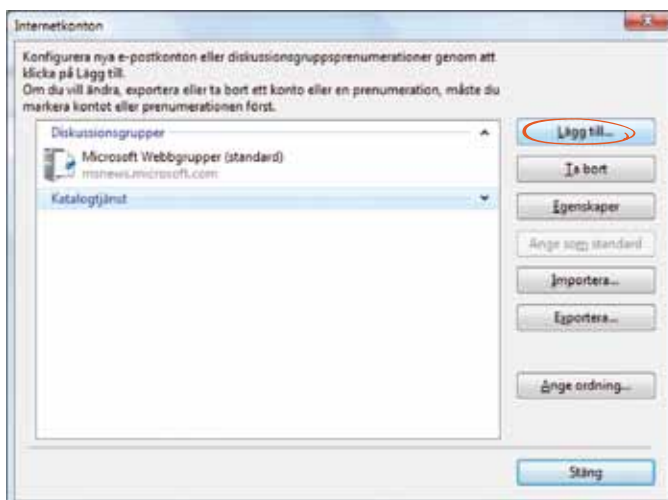 Internetkonton
Konfigurera nya e-postkonton eller diskussionsgruppsprenumerationer genom att
klicka på Lägg till.
Om du vill ändra, exportera eller ta bort ett konto eller en prenumeration, måste du
markera kontot eller prenumerationen först.
Diskussionsgrupper
Microsoft Webbgrupper (standard)
msnews.microsoft.com
Katalogtjänst
Lägg till...
Ta bort
Egenskaper
Ange som standard
Importera...
Exportera...
Ange ordning...
Stäng